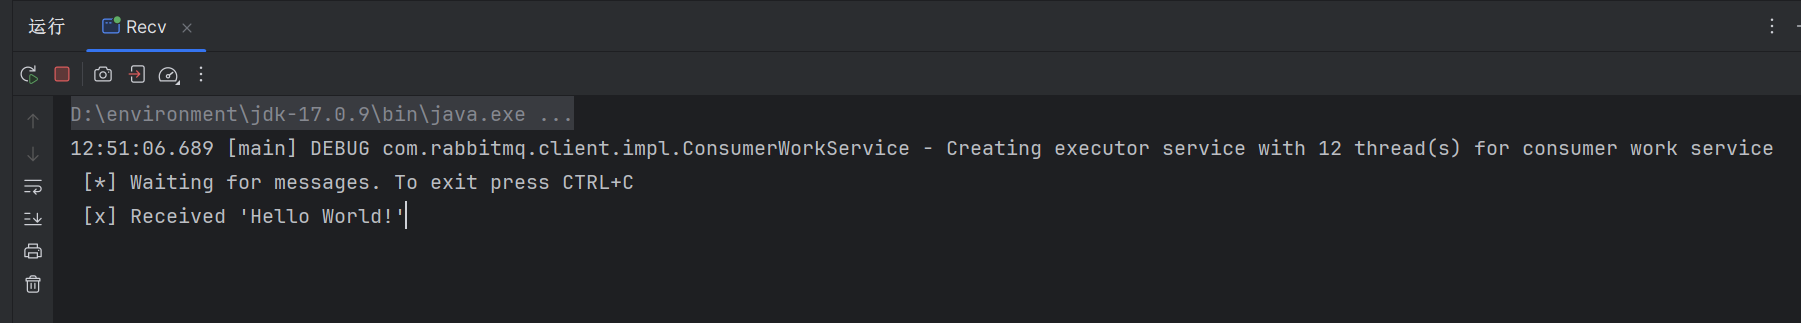 运行 Recv
D:\environment\jdk-17.0.9\bin\java.exe ...
12:51:06.689 [main] DEBUG com.rabbitmq.client.impl.ConsumerWorkService - Creating executor service with 12 thread(s) for consumer work service
[*] Waiting for messages. To exit press CTRL+C
[x] Received 'Hello World!'